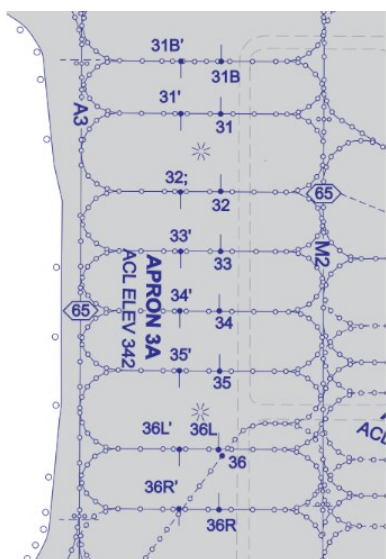 31B'
31B
A3
31'
31
32;
32
65
33'
33
M2
APRON 3A
ACL ELEV 342
34'
34
65
35'
35
36L'
36L
36
ACL
36R'
36R